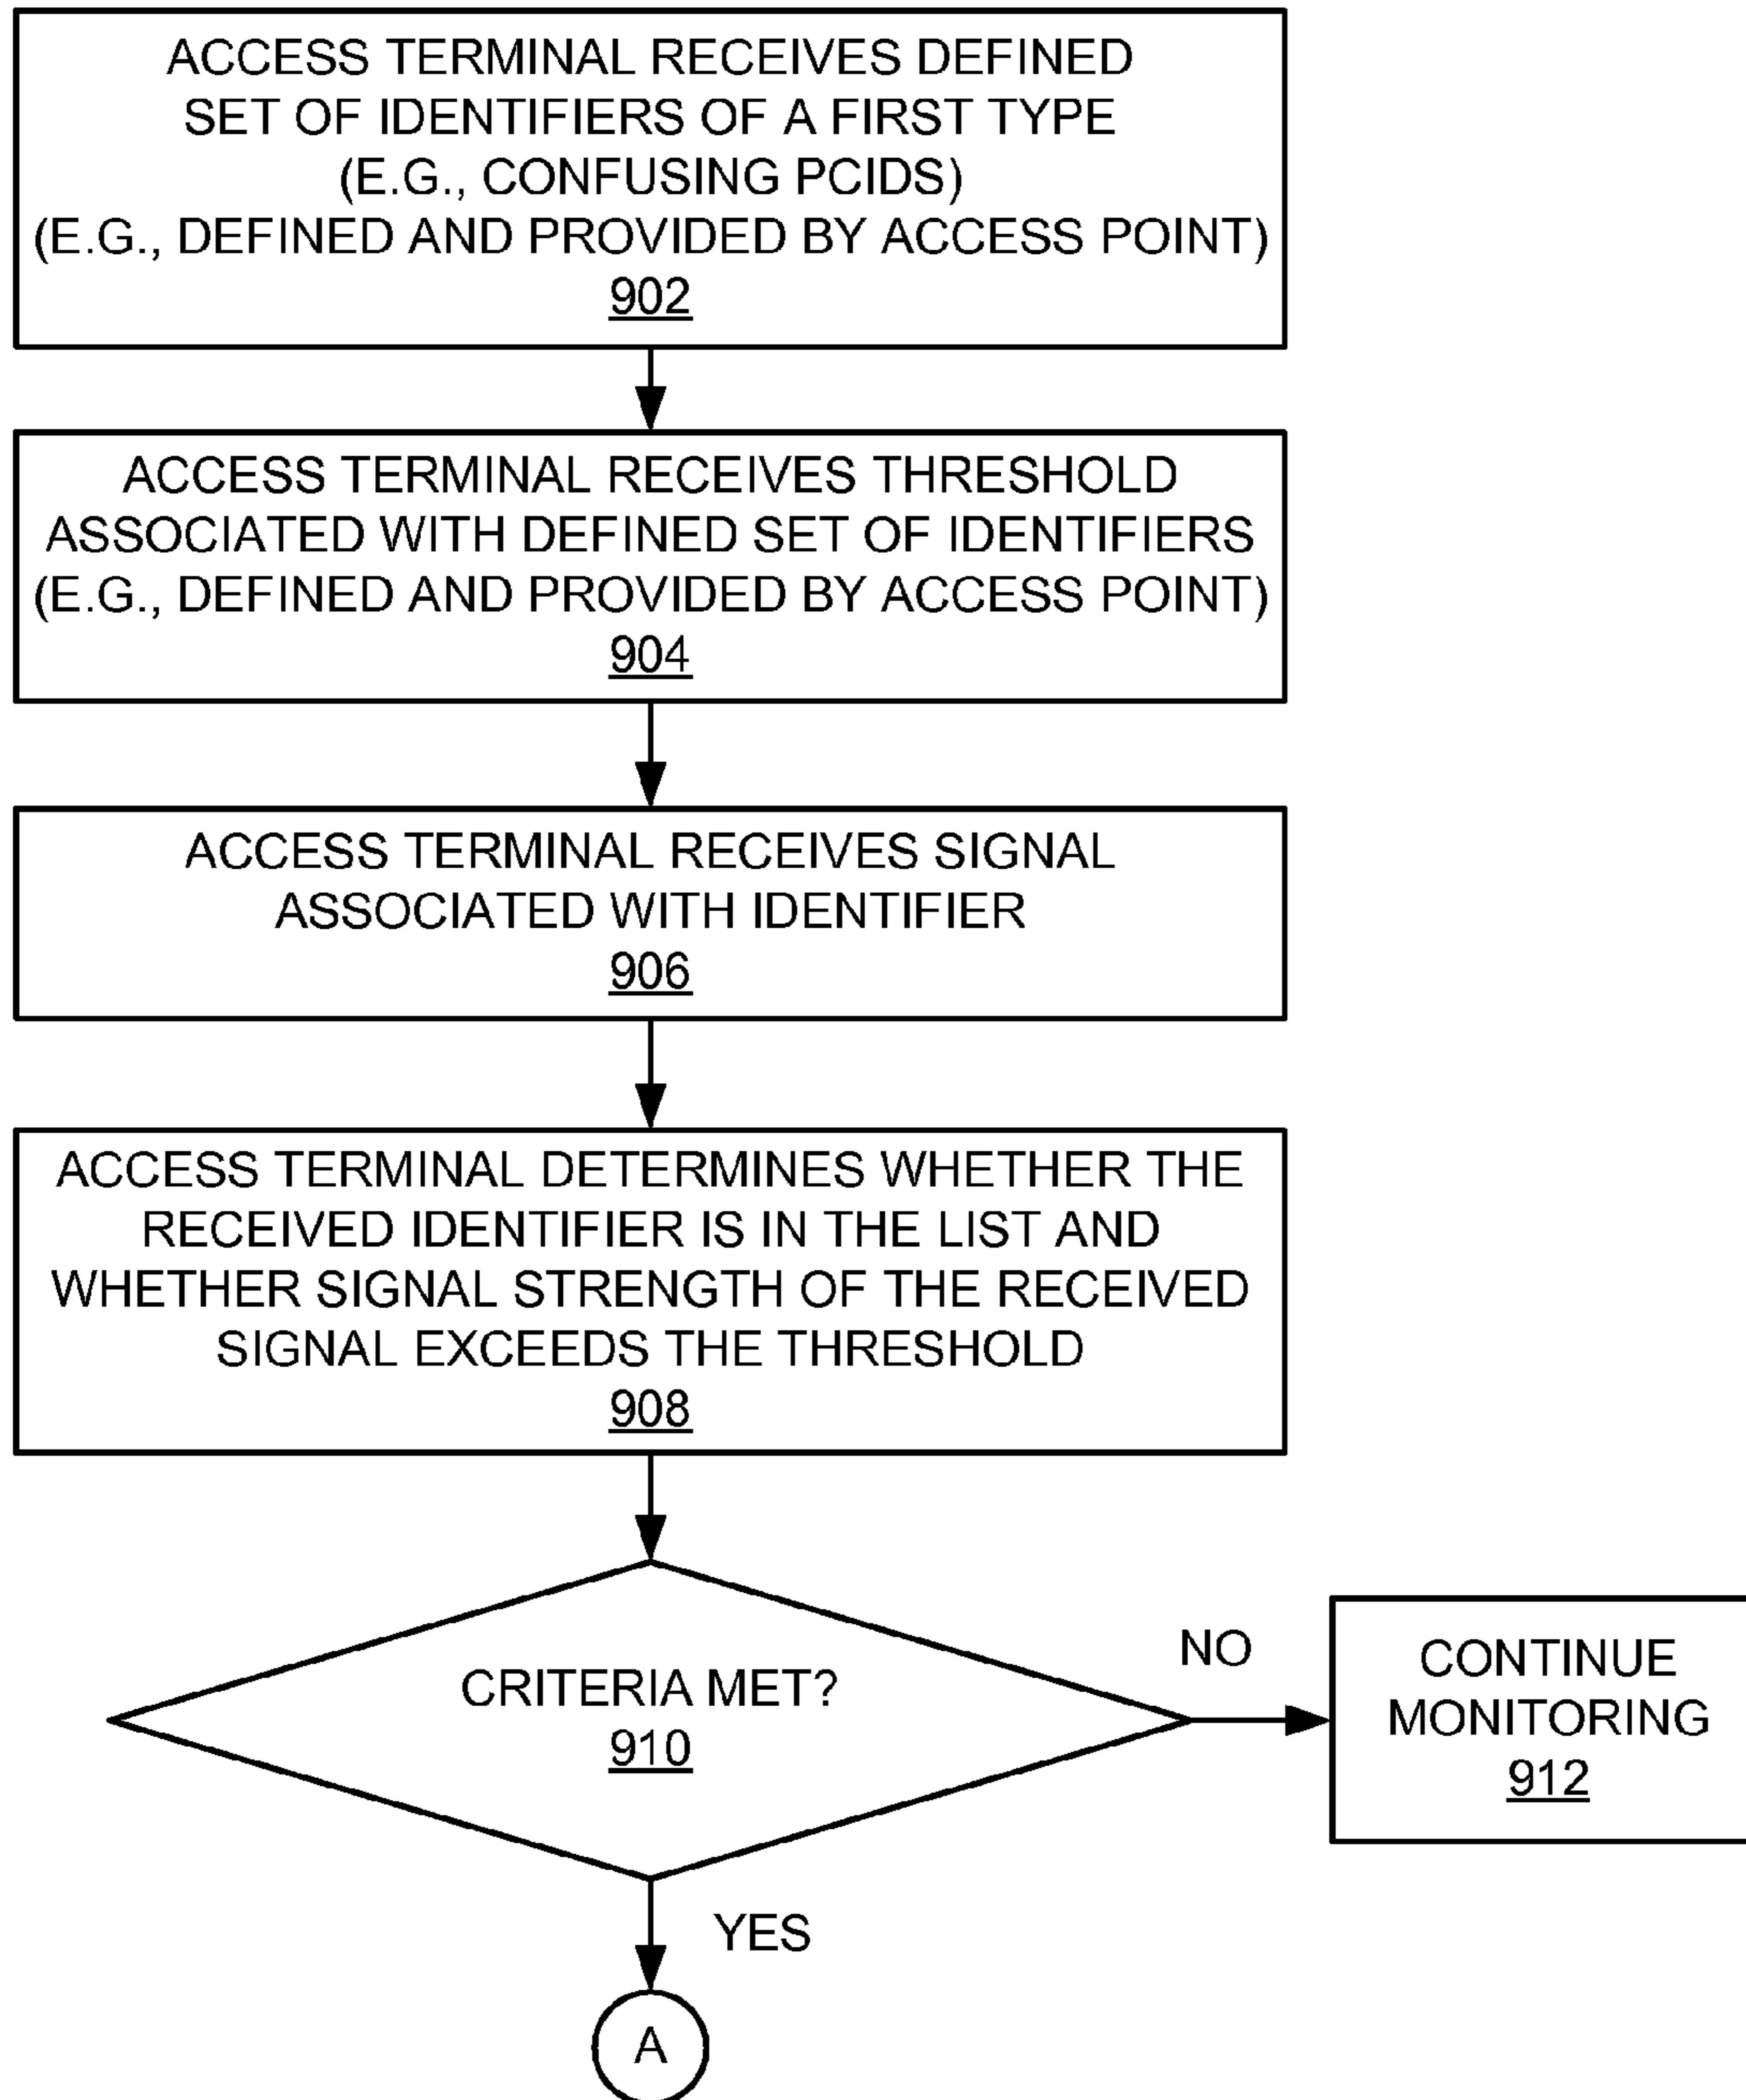 ACCESS TERMINAL RECEIVES DEFINED
SET OF IDENTIFIERS OF A FIRST TYPE
(E.G., CONFUSING PCIDS)
(E.G., DEFINED AND PROVIDED BY ACCESS POINT)
902
ACCESS TERMINAL RECEIVES THRESHOLD
ASSOCIATED WITH DEFINED SET OF IDENTIFIERS
(E.G., DEFINED AND PROVIDED BY ACCESS POINT)
904
ACCESS TERMINAL RECEIVES SIGNAL
ASSOCIATED WITH IDENTIFIER
906
ACCESS TERMINAL DETERMINES WHETHER THE
RECEIVED IDENTIFIER IS IN THE LIST AND
WHETHER SIGNAL STRENGTH OF THE RECEIVED
SIGNAL EXCEEDS THE THRESHOLD
908
CRITERIA MET?
910
NO
CONTINUE
MONITORING
912
YES
A